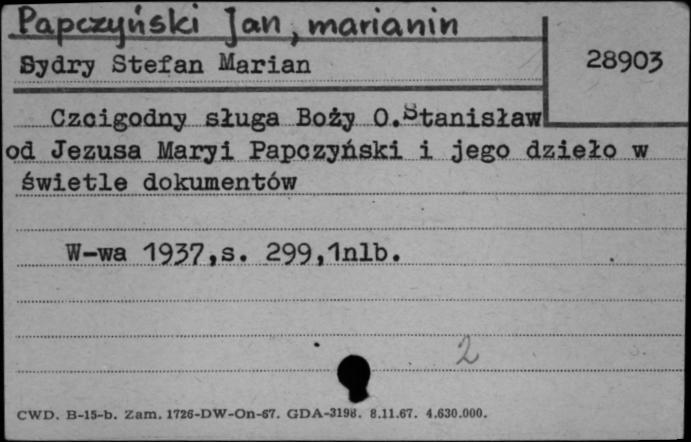 Papczyński Jan, marianin
Sydry Stefan Marian
28903
Czcigodny sługa Boży O.Stanisław
od Jezusa Maryi Papczyński i jego dzieło w
świetle dokumentów
W-wa 1937,s. 299,1nlb.
2
CWD. B-15-b. Zam. 1726-DW-On-67. GDA-3198. 8.11.67. 4.630.000.